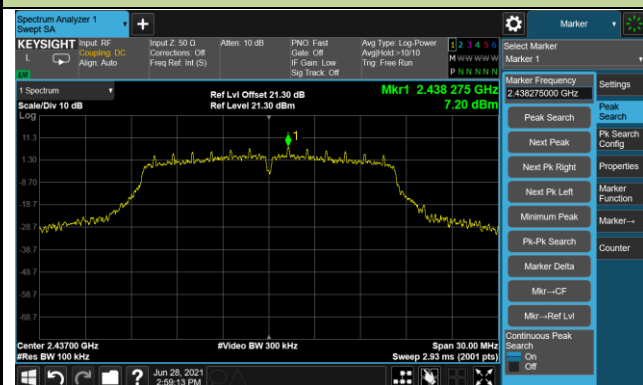 Spectrum Analyzer 1
Swept SA
+
Marker
KEYSIGHT
L
Input: RF
Coupling: DC
Align: Auto
Input Z: 50 Ω
Corrections: Off
Freq Ref: Int (S)
Atten: 10 dB
PNO: Fast
Gate: Off
IF Gain: Low
Sig Track: Off
Avg Type: Log-Power
Avg|Hold:>10/10
Trig: Free Run
1 2 3 4 5 6
M W W W W W
P N N N N N
Select Marker
Marker 1
1 Spectrum
Scale/Div 10 dB
Log
Ref Lvl Offset 21.30 dB
Ref Level 21.30 dBm
Mkr1 2.438 275 GHz
7.20 dBm
11.3
1.30
-8.70
-18.7
-28.7
-38.7
-48.7
-58.7
-68.7
1
Center 2.43700 GHz
#Res BW 100 kHz
#Video BW 300 kHz
Span 30.00 MHz
Sweep 2.93 ms (2001 pts)
Marker Frequency
2.438275000 GHz
Peak Search
Next Peak
Next Pk Right
Next Pk Left
Minimum Peak
Pk-Pk Search
Marker Delta
Mkr→CF
Mkr→Ref Lvl
Continuous Peak
Search
On
Off
Settings
Peak
Search
Pk Search
Config
Properties
Marker
Function
Marker→
Counter
?
Jun 28, 2021
2:59:13 PM